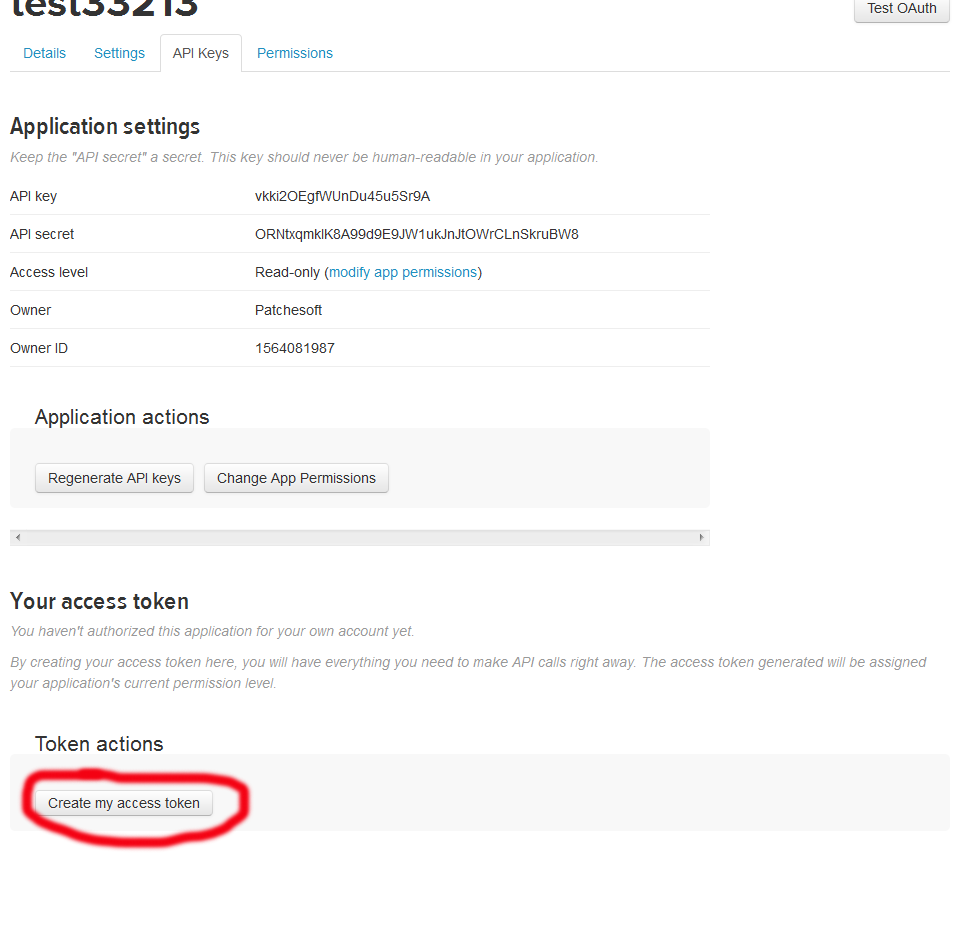 test33213
Test OAuth
Details Settings API Keys Permissions
Application settings
Keep the "API secret" a secret. This key should never be human-readable in your application.
API key vkki2OEgfWUnDu45u5Sr9A
API secret ORNtxqmklK8A99d9E9JW1ukJnJtOWrCLnSkruBW8
Access level Read-only (modify app permissions)
Owner Patchesoft
Owner ID 1564081987
Application actions
Regenerate API keys Change App Permissions
Your access token
You haven't authorized this application for your own account yet.
By creating your access token here, you will have everything you need to make API calls right away. The access token generated will be assigned
your application's current permission level.
Token actions
Create my access token